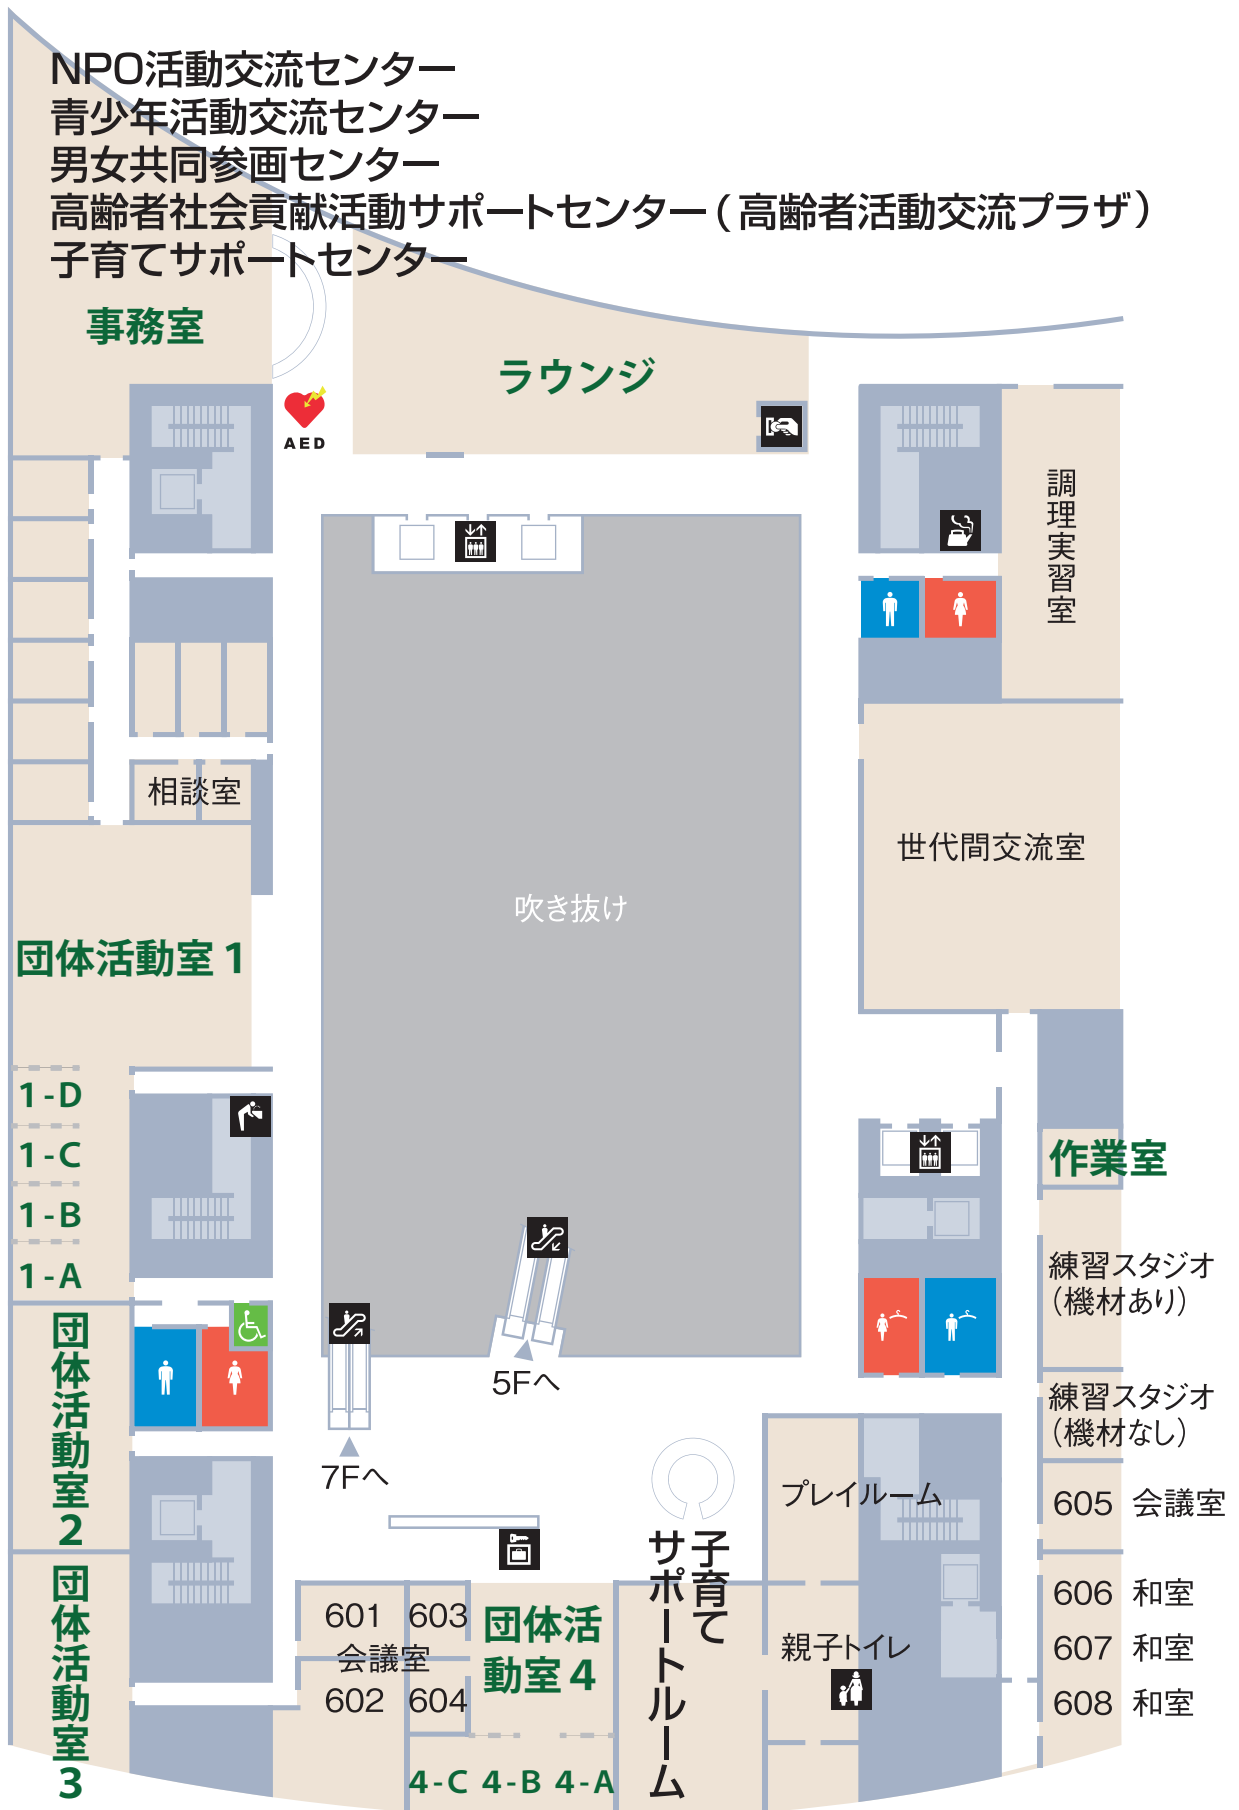 NPO活動交流センター
青少年活動交流センター
男女共同参画センター
高齢者社会貢献活動サポートセンター(高齢者活動交流プラザ)
子育てサポートセンター
事務室
ラウンジ
AED
調理実習室
相談室
世代間交流室
吹き抜け
団体活動室1
1-D
1-C
1-B
1-A
作業室
練習スタジオ
(機材あり)
団体活動室2
5Fへ
7Fへ
練習スタジオ
(機材なし)
プレイルーム
605 会議室
子育て
サポートルーム
団体活動室3
601
603
会議室
602
604
団体活
動室4
親子トイレ
606 和室
607 和室
608 和室
4-C 4-B 4-A